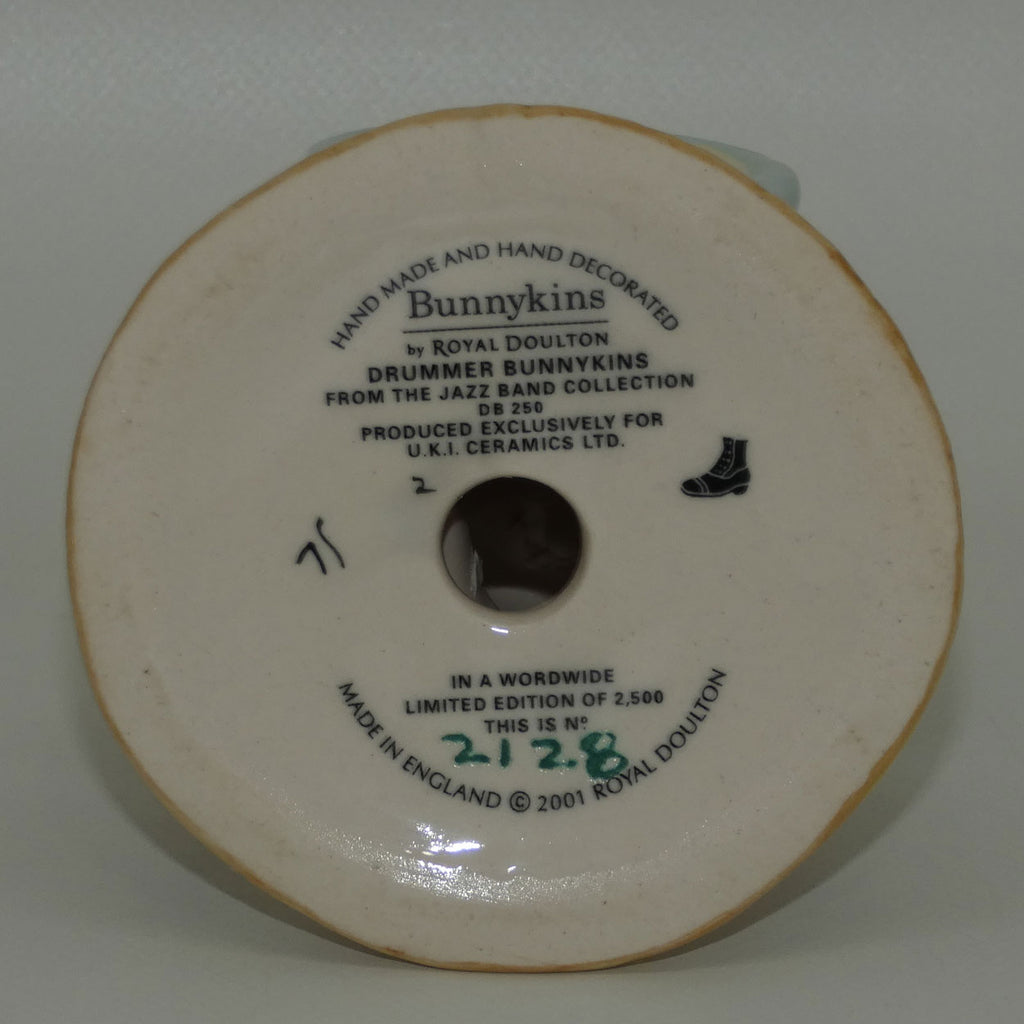 HAND MADE AND HAND DECORATED
Bunnykins
by ROYAL DOULTON
DRUMMER BUNNYKINS
FROM THE JAZZ BAND COLLECTION
DB 250
PRODUCED EXCLUSIVELY FOR
U.K.I. CERAMICS LTD.
2
IN A WORDWIDE
LIMITED EDITION OF 2,500
THIS IS Nº
2128
MADE IN ENGLAND © 2001 ROYAL DOULTON